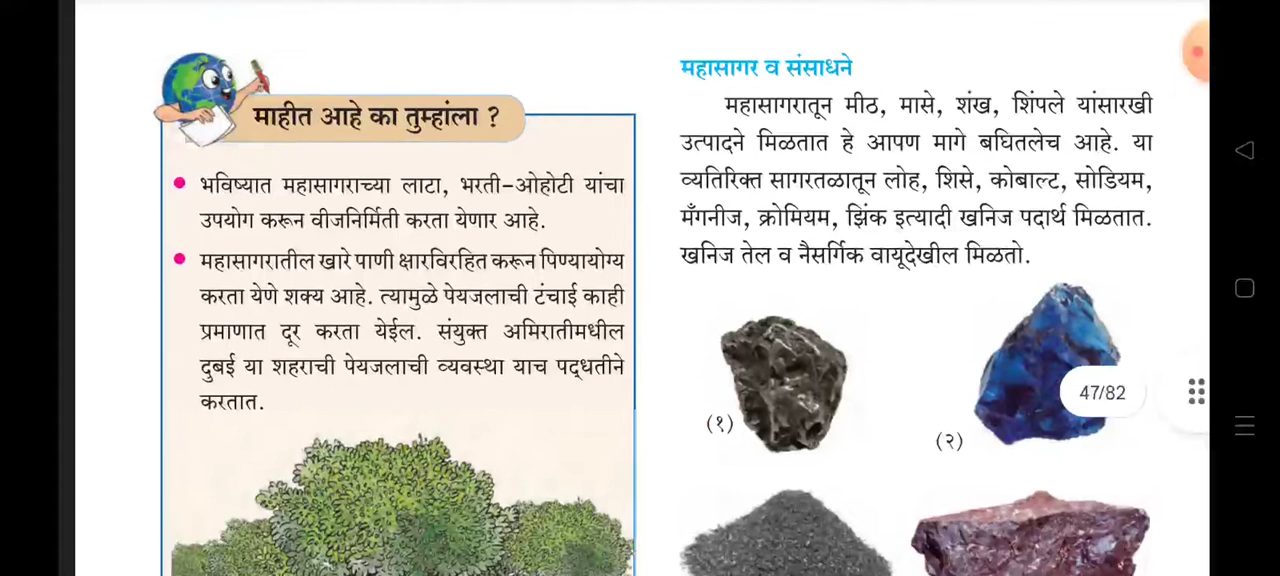 माहीत आहे का तुम्हांला ?
भविष्यात महासागराच्या लाटा, भरती-ओहोटी यांचा
उपयोग करून वीजनिर्मिती करता येणार आहे.
महासागरातील खारे पाणी क्षारविरहित करून पिण्यायोग्य
करता येणे शक्य आहे. त्यामुळे पेयजलाची टंचाई काही
प्रमाणात दूर करता येईल. संयुक्त अमिरातीमधील
दुबई या शहराची पेयजलाची व्यवस्था याच पद्धतीने
करतात.
महासागर व संसाधने
महासागरातून मीठ, मासे, शंख, शिंपले यांसारखी
उत्पादने मिळतात हे आपण मागे बघितलेच आहे. या
व्यतिरिक्त सागरतळातून लोह, शिसे, कोबाल्ट, सोडियम,
मँगनीज, क्रोमियम, झिंक इत्यादी खनिज पदार्थ मिळतात.
खनिज तेल व नैसर्गिक वायूदेखील मिळतो.
(१)
(२)
47/82